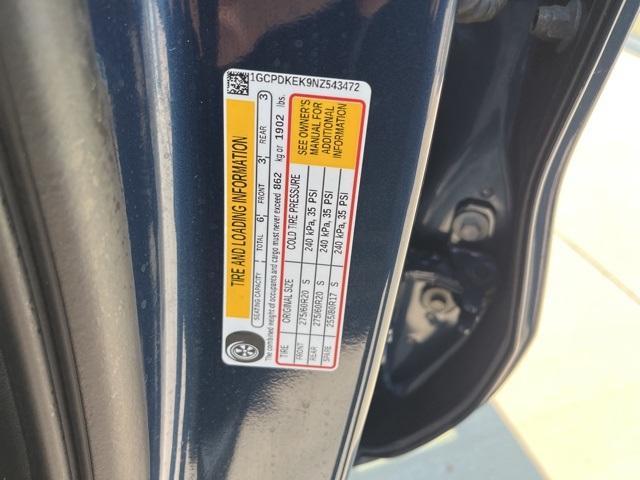 1GCPDKEK9NZ543472
TIRE AND LOADING INFORMATION
SEATING CAPACITY TOTAL 6 FRONT 3 REAR 3
The combined weight of occupants and cargo must never exceed 862 kg or 1902 lbs.
TIRE ORIGINAL SIZE COLD TIRE PRESSURE
FRONT 275/60R20 S 240 kPa, 35 PSI
REAR 275/60R20 S 240 kPa, 35 PSI
SPARE 255/80R17 S 240 kPa, 35 PSI
SEE OWNER'S
MANUAL FOR
ADDITIONAL
INFORMATION